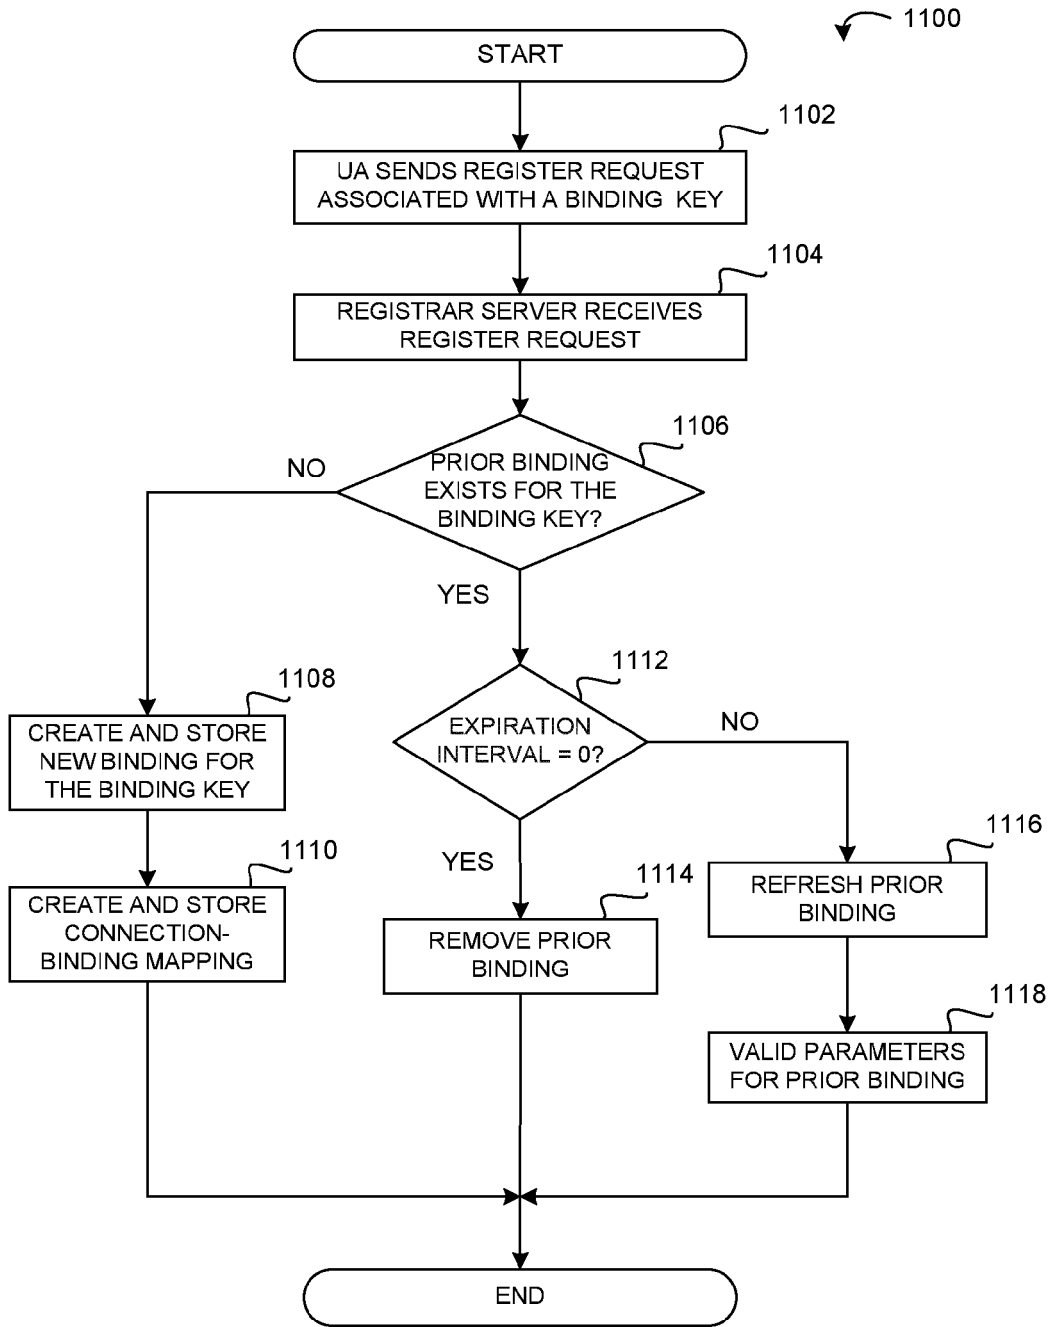 1100
START
1102
UA SENDS REGISTER REQUEST
ASSOCIATED WITH A BINDING KEY
1104
REGISTRAR SERVER RECEIVES
REGISTER REQUEST
1106
PRIOR BINDING
EXISTS FOR THE
BINDING KEY?
NO
YES
1108
CREATE AND STORE
NEW BINDING FOR
THE BINDING KEY
1110
CREATE AND STORE
CONNECTION-
BINDING MAPPING
1112
EXPIRATION
INTERVAL = 0?
NO
YES
1114
REMOVE PRIOR
BINDING
1116
REFRESH PRIOR
BINDING
1118
VALID PARAMETERS
FOR PRIOR BINDING
END